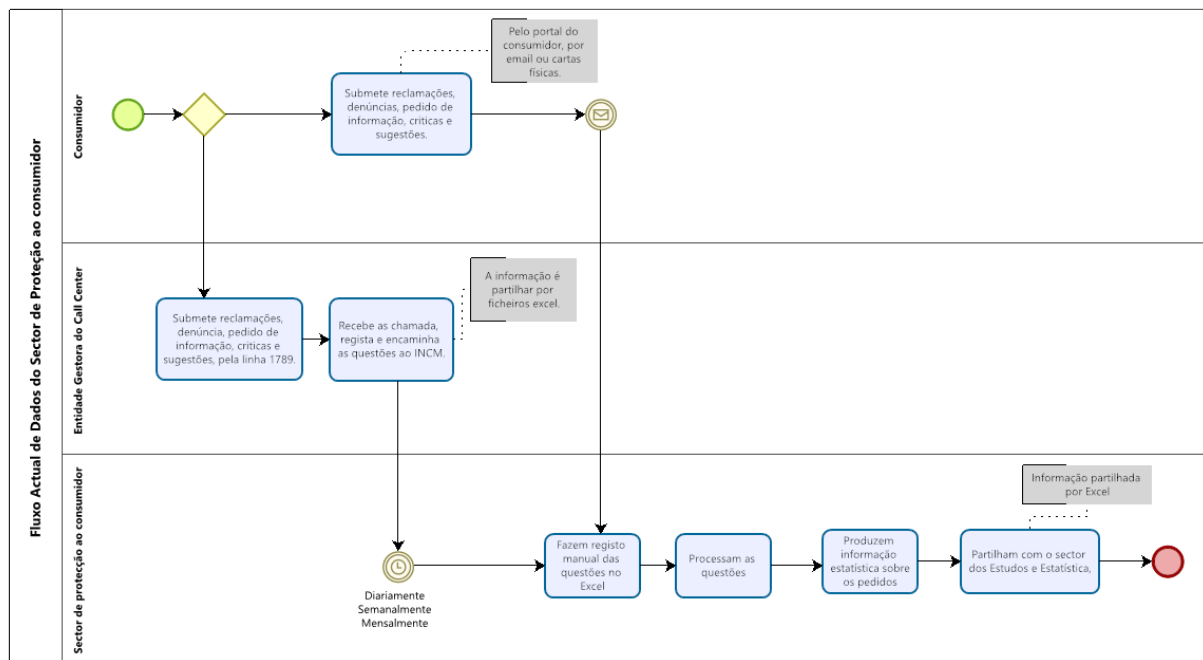 Fluxo Actual de Dados do Sector de Proteção ao consumidor
Consumidor
Pelo portal do
consumidor, por
email ou cartas
físicas.
Submete reclamações,
denúncias, pedido de
informação, criticas e
sugestões.
Entidade Gestora do Call Center
A informação é
partilhar por
ficheiros excel.
Submete reclamações,
denúncia, pedido de
informação, criticas e
sugestões, pela linha 1789.
Recebe as chamada,
regista e encaminha
as questões ao INCM.
Sector de protecção ao consumidor
Informação partilhada
por Excel
Diariamente
Semanalmente
Mensalmente
Fazem registo
manual das
questões no
Excel
Processam as
questões
Produzem
informação
estatística sobre
os pedidos
Partilham com o sector
dos Estudos e Estatística,